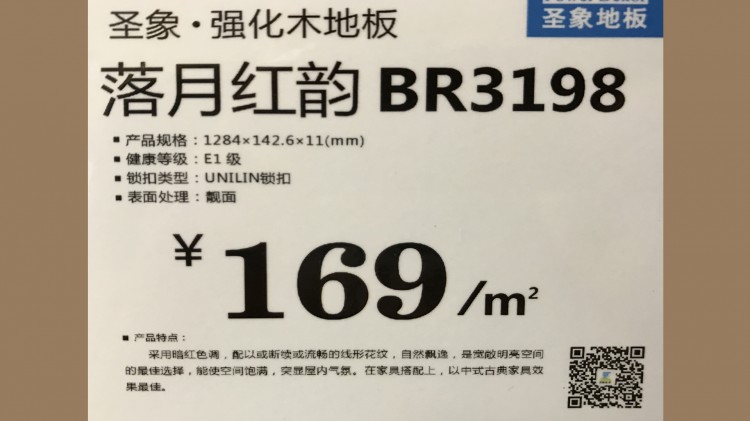 圣象·强化木地板
圣象地板
落月红韵 BR3198
■ 产品规格：1284×142.6×11(mm)
■ 健康等级：E1 级
■ 锁扣类型：UNILIN锁扣
■ 表面处理：靓面
¥ 169/m²
■ 产品特点：
采用暗红色调，配以或断续或流畅的线形花纹，自然飘逸，是宽敞明亮空间
的最佳选择，能使空间饱满，突显屋内气氛。在家具搭配上，以中式古典家具效
果最佳。